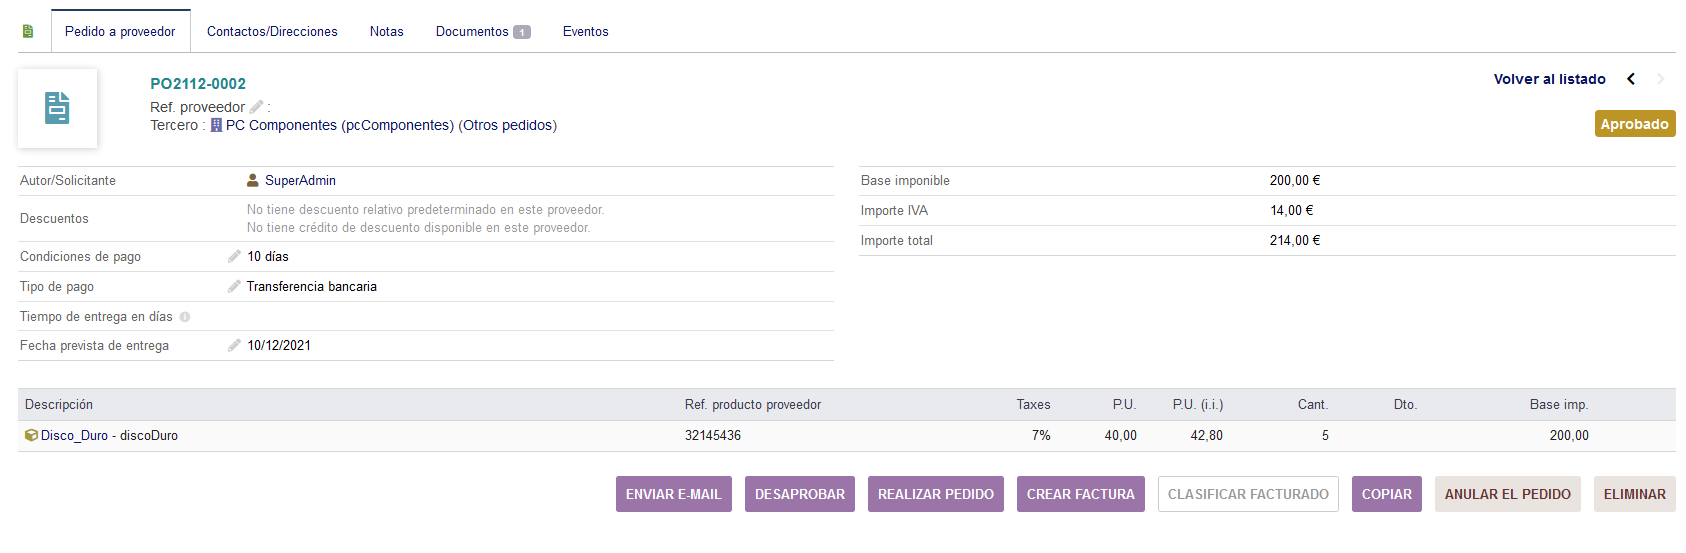 Pedido a proveedor Contactos/Direcciones Notas Documentos 1 Eventos
PO2112-0002
Volver al listado
Ref. proveedor :
Tercero : PC Componentes (pcComponentes) (Otros pedidos)
Aprobado
Autor/Solicitante SuperAdmin
Descuentos No tiene descuento relativo predeterminado en este proveedor.
No tiene crédito de descuento disponible en este proveedor.
Condiciones de pago 10 días
Tipo de pago Transferencia bancaria
Tiempo de entrega en días
Fecha prevista de entrega 10/12/2021
Base imponible 200,00 €
Importe IVA 14,00 €
Importe total 214,00 €
Descripción Ref. producto proveedor Taxes P.U. P.U. (i.i.) Cant. Dto. Base imp.
Disco_Duro - discoDuro 32145436 7% 40,00 42,80 5 200,00
ENVIAR E-MAIL DESAPROBAR REALIZAR PEDIDO CREAR FACTURA CLASIFICAR FACTURADO COPIAR ANULAR EL PEDIDO ELIMINAR